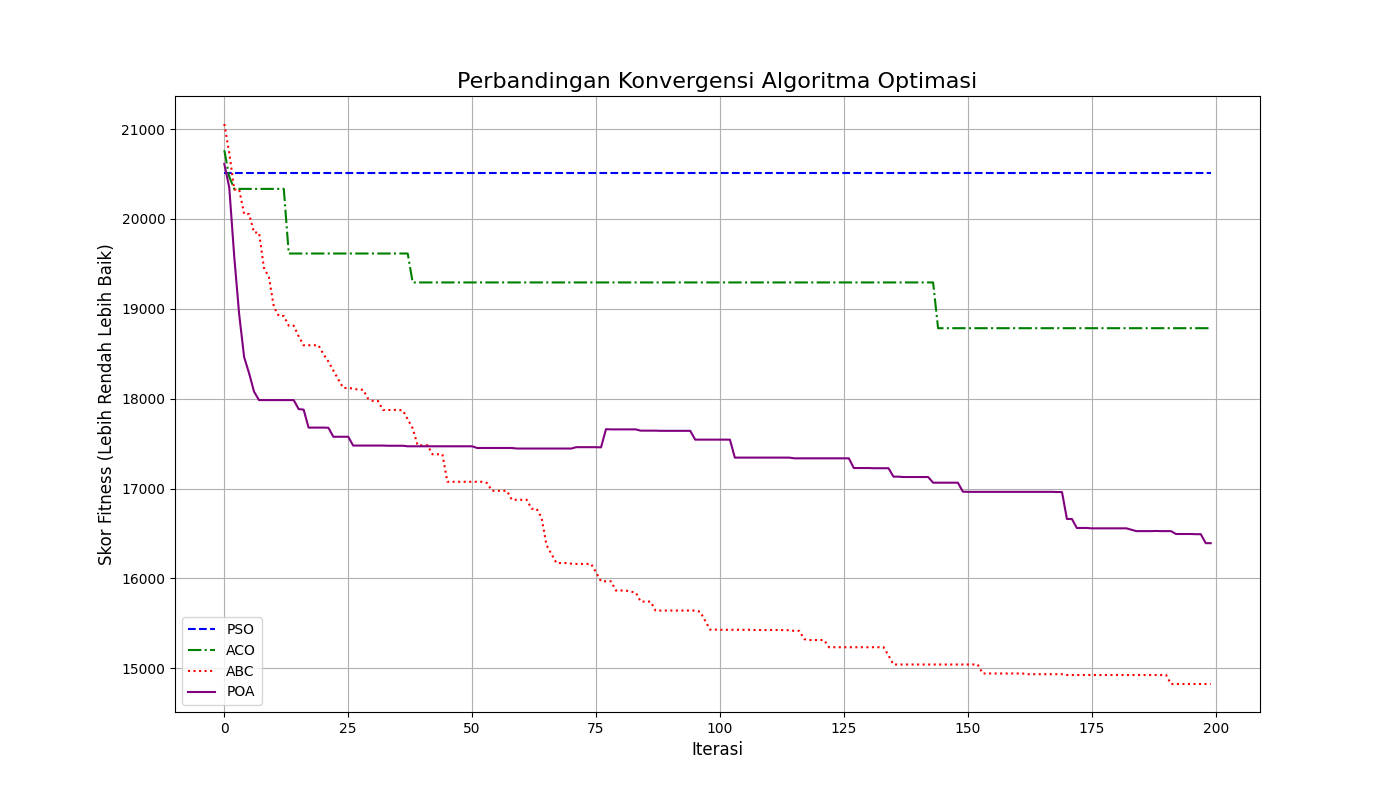 Perbandingan Konvergensi Algoritma Optimasi
Skor Fitness (Lebih Rendah Lebih Baik)
21000
20000
19000
18000
17000
16000
15000
PSO
ACO
ABC
POA
0 25 50 75 100 125 150 175 200
Iterasi